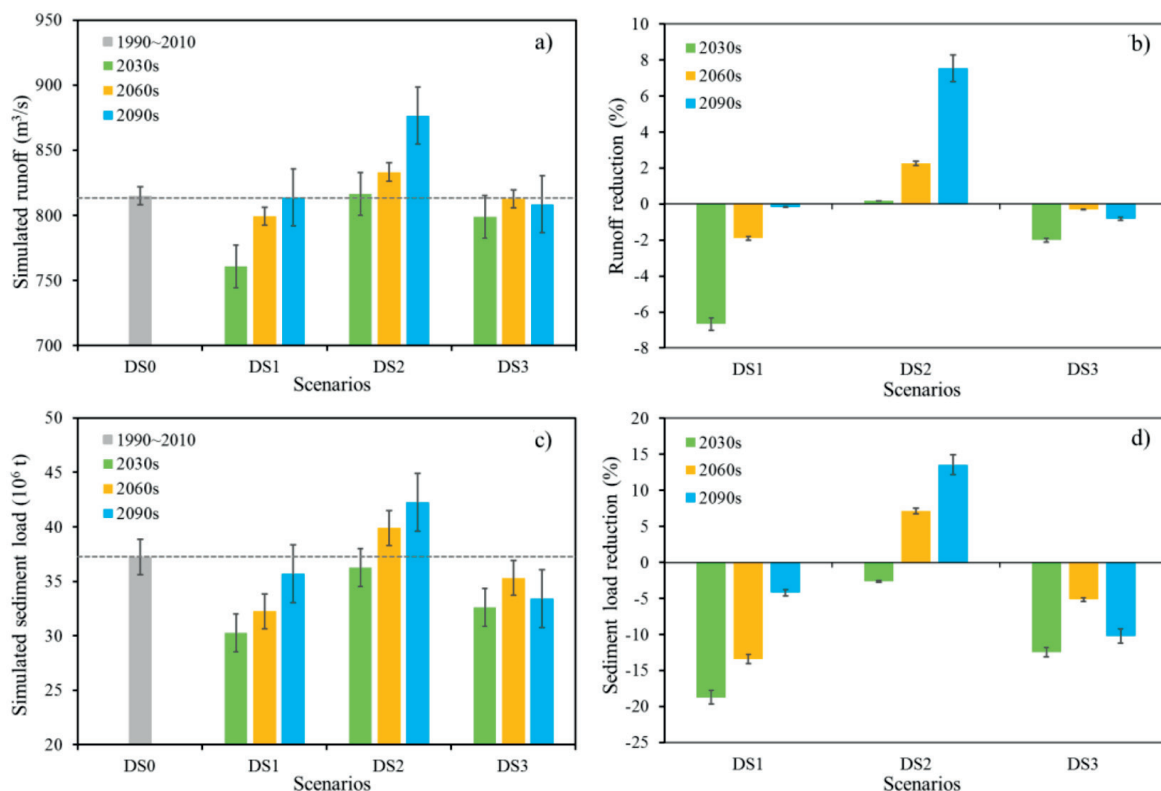 a)
950
900
850
800
750
700
Simulated runoff (m³/s)
1990~2010
2030s
2060s
2090s
DS0 DS1 DS2 DS3
Scenarios
b)
10
8
6
4
2
0
-2
-4
-6
-8
Runoff reduction (%)
2030s
2060s
2090s
DS1 DS2 DS3
Scenarios
c)
50
45
40
35
30
25
20
Simulated sediment load (10⁶ t)
1990~2010
2030s
2060s
2090s
DS0 DS1 DS2 DS3
Scenarios
d)
20
15
10
5
0
-5
-10
-15
-20
-25
Sediment load reduction (%)
2030s
2060s
2090s
DS1 DS2 DS3
Scenarios